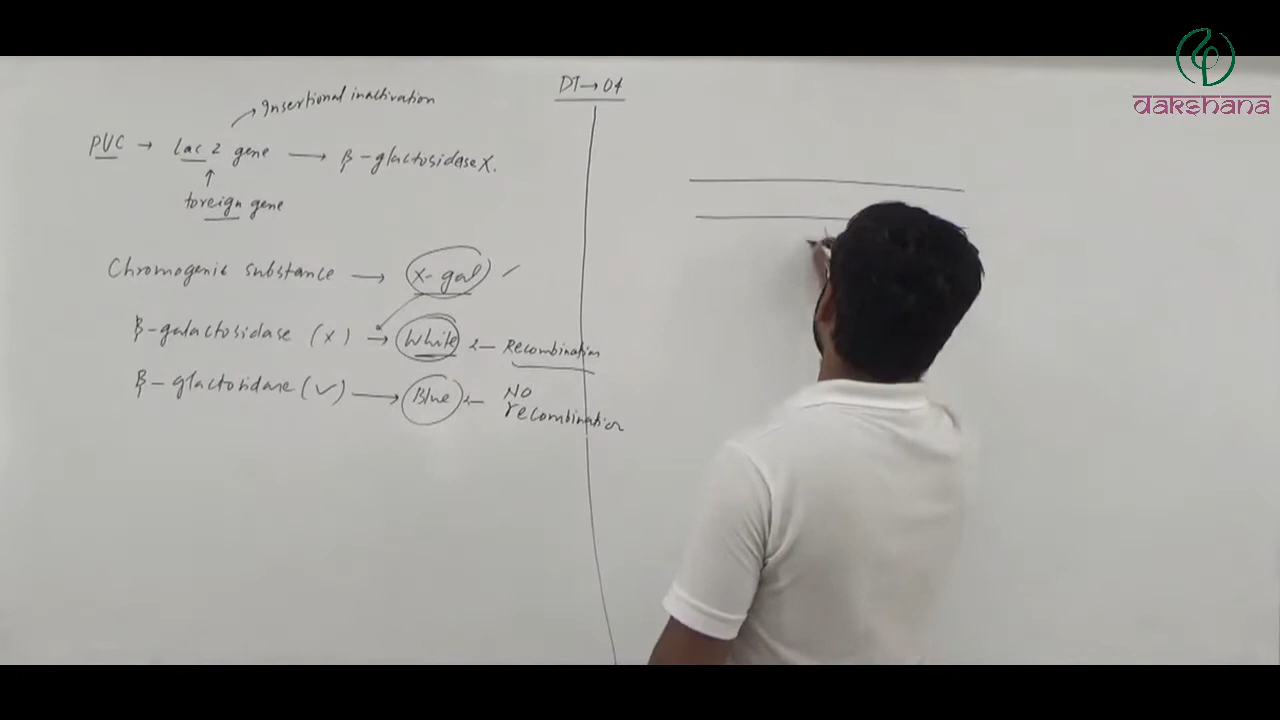 Insertional inactivation
PUC → lac z gene → β-glactosidase X.
↑
foreign gene
Chromogenic substance → X-gal ✓
β-galactosidase (x) → White ← Recombination
β-glactosidase (✓) → Blue ← No recombination
DT → 04
dakshana